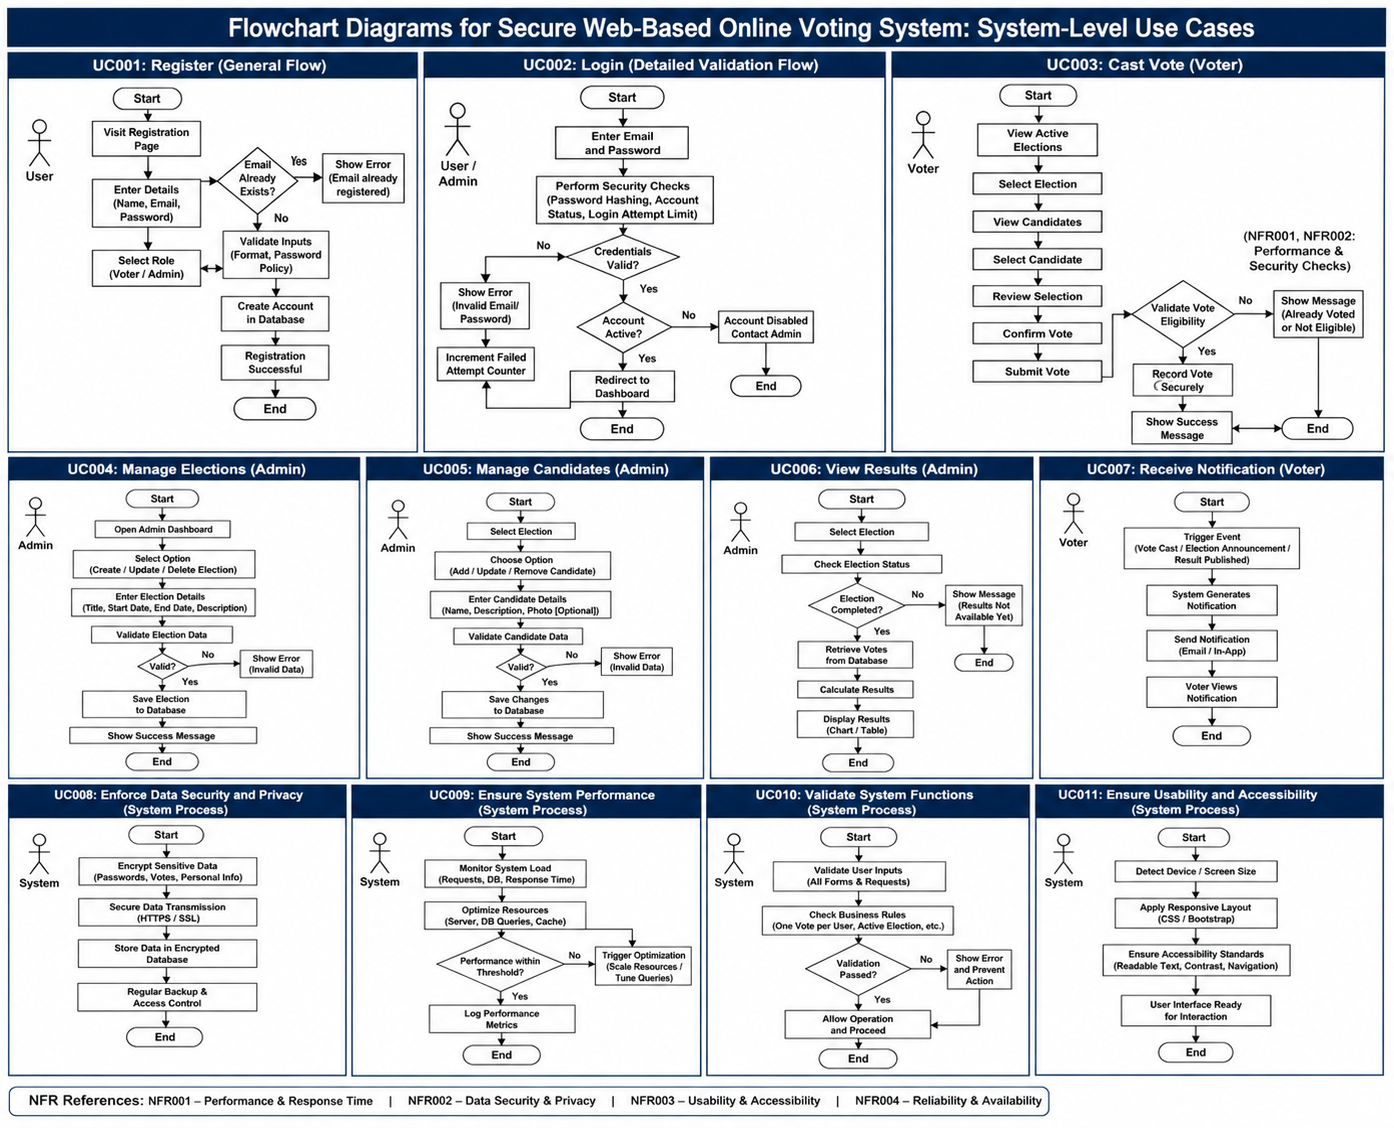 Flowchart Diagrams for Secure Web-Based Online Voting System: System-Level Use Cases
UC001: Register (General Flow)
Start
User
Visit Registration
Page
Enter Details
(Name, Email,
Password)
Select Role
(Voter / Admin)
Email
Already
Exists?
Yes
Show Error
(Email already
registered)
No
Validate Inputs
(Format, Password
Policy)
Create Account
in Database
Registration
Successful
End
UC002: Login (Detailed Validation Flow)
Start
User /
Admin
Enter Email
and Password
Perform Security Checks
(Password Hashing, Account
Status, Login Attempt Limit)
Credentials
Valid?
No
Show Error
(Invalid Email/
Password)
Increment Failed
Attempt Counter
Yes
Account
Active?
No
Account Disabled
Contact Admin
End
Yes
Redirect to
Dashboard
End
UC003: Cast Vote (Voter)
Start
Voter
View Active
Elections
Select Election
View Candidates
Select Candidate
Review Selection
Confirm Vote
Submit Vote
(NFR001, NFR002:
Performance &
Security Checks)
Validate Vote
Eligibility
No
Show Message
(Already Voted
or Not Eligible)
Yes
Record Vote
Securely
Show Success
Message
End
UC004: Manage Elections (Admin)
Start
Admin
Open Admin Dashboard
Select Option
(Create / Update / Delete Election)
Enter Election Details
(Title, Start Date, End Date, Description)
Validate Election Data
Valid?
No
Show Error
(Invalid Data)
Yes
Save Election
to Database
Show Success Message
End
UC005: Manage Candidates (Admin)
Start
Admin
Select Election
Choose Option
(Add / Update / Remove Candidate)
Enter Candidate Details
(Name, Description, Photo [Optional])
Validate Candidate Data
Valid?
No
Show Error
(Invalid Data)
Yes
Save Changes
to Database
Show Success Message
End
UC006: View Results (Admin)
Start
Admin
Select Election
Check Election Status
Election
Completed?
No
Show Message
(Results Not
Available Yet)
End
Yes
Retrieve Votes
from Database
Calculate Results
Display Results
(Chart / Table)
End
UC007: Receive Notification (Voter)
Start
Voter
Trigger Event
(Vote Cast / Election Announcement /
Result Published)
System Generates
Notification
Send Notification
(Email / In-App)
Voter Views
Notification
End
UC008: Enforce Data Security and Privacy
(System Process)
Start
System
Encrypt Sensitive Data
(Passwords, Votes, Personal Info)
Secure Data Transmission
(HTTPS / SSL)
Store Data in Encrypted
Database
Regular Backup &
Access Control
End
UC009: Ensure System Performance
(System Process)
Start
System
Monitor System Load
(Requests, DB, Response Time)
Optimize Resources
(Server, DB Queries, Cache)
Performance within
Threshold?
No
Trigger Optimization
(Scale Resources /
Tune Queries)
Yes
Log Performance
Metrics
End
UC010: Validate System Functions
(System Process)
Start
System
Validate User Inputs
(All Forms & Requests)
Check Business Rules
(One Vote per User, Active Election, etc.)
Validation
Passed?
No
Show Error
and Prevent
Action
Yes
Allow Operation
and Proceed
End
UC011: Ensure Usability and Accessibility
(System Process)
Start
System
Detect Device / Screen Size
Apply Responsive Layout
(CSS / Bootstrap)
Ensure Accessibility Standards
(Readable Text, Contrast, Navigation)
User Interface Ready
for Interaction
End
NFR References: NFR001 – Performance & Response Time | NFR002 – Data Security & Privacy | NFR003 – Usability & Accessibility | NFR004 – Reliability & Availability